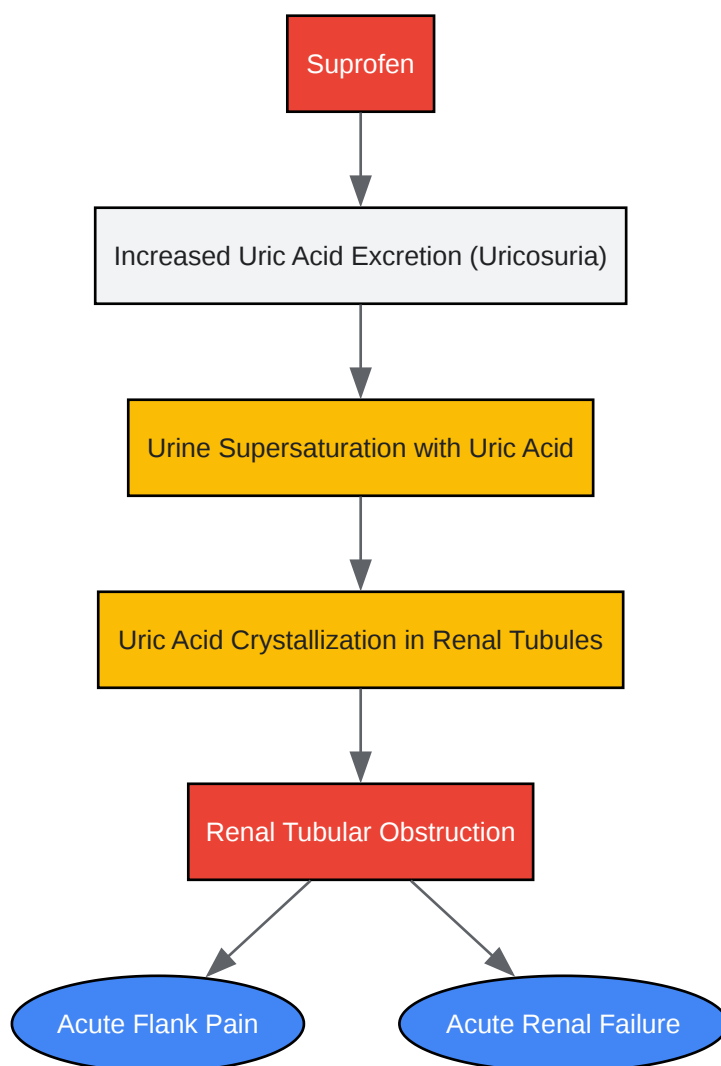 Suprofen
Increased Uric Acid Excretion (Uricosuria)
Urine Supersaturation with Uric Acid
Uric Acid Crystallization in Renal Tubules
Renal Tubular Obstruction
Acute Flank Pain
Acute Renal Failure